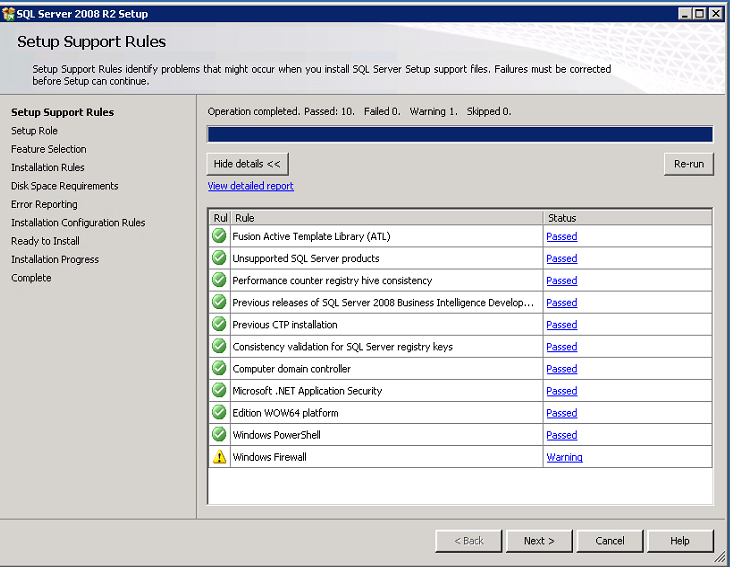 SQL Server 2008 R2 Setup
Setup Support Rules
Setup Support Rules identify problems that might occur when you install SQL Server Setup support files. Failures must be corrected
before Setup can continue.
Setup Support Rules
Setup Role
Feature Selection
Installation Rules
Disk Space Requirements
Error Reporting
Installation Configuration Rules
Ready to Install
Installation Progress
Complete
Operation completed. Passed: 10. Failed 0. Warning 1. Skipped 0.
Hide details << Re-run
View detailed report
Rul Rule Status
Fusion Active Template Library (ATL) Passed
Unsupported SQL Server products Passed
Performance counter registry hive consistency Passed
Previous releases of SQL Server 2008 Business Intelligence Develop... Passed
Previous CTP installation Passed
Consistency validation for SQL Server registry keys Passed
Computer domain controller Passed
Microsoft .NET Application Security Passed
Edition WOW64 platform Passed
Windows PowerShell Passed
Windows Firewall Warning
< Back Next > Cancel Help